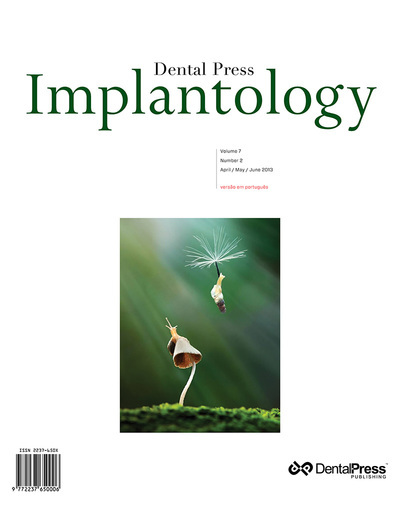 Dental Press
Implantology
Volume 7
Number 2
April / May / June 2013
versão em português
ISSN 2237-650X
9 772237 650006
DentalPress
PUBLISHING